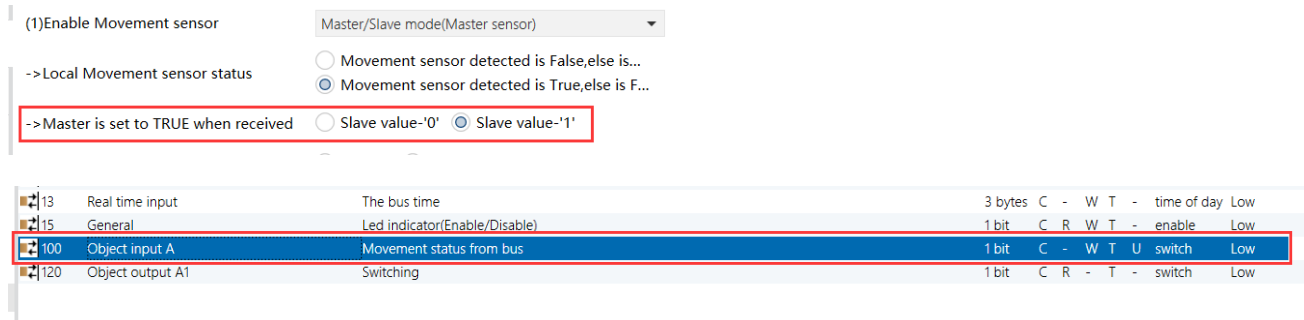 (1)Enable Movement sensor Master/Slave mode(Master sensor)
Movement sensor detected is False,else is...
->Local Movement sensor status
Movement sensor detected is True,else is F...
->Master is set to TRUE when received Slave value-'0' Slave value-'1'
13 Real time input The bus time 3 bytes C - W T - time of day Low
15 General Led indicator(Enable/Disable) 1 bit C R W T - enable Low
100 Object input A Movement status from bus 1 bit C - W T U switch Low
120 Object output A1 Switching 1 bit C R - T - switch Low